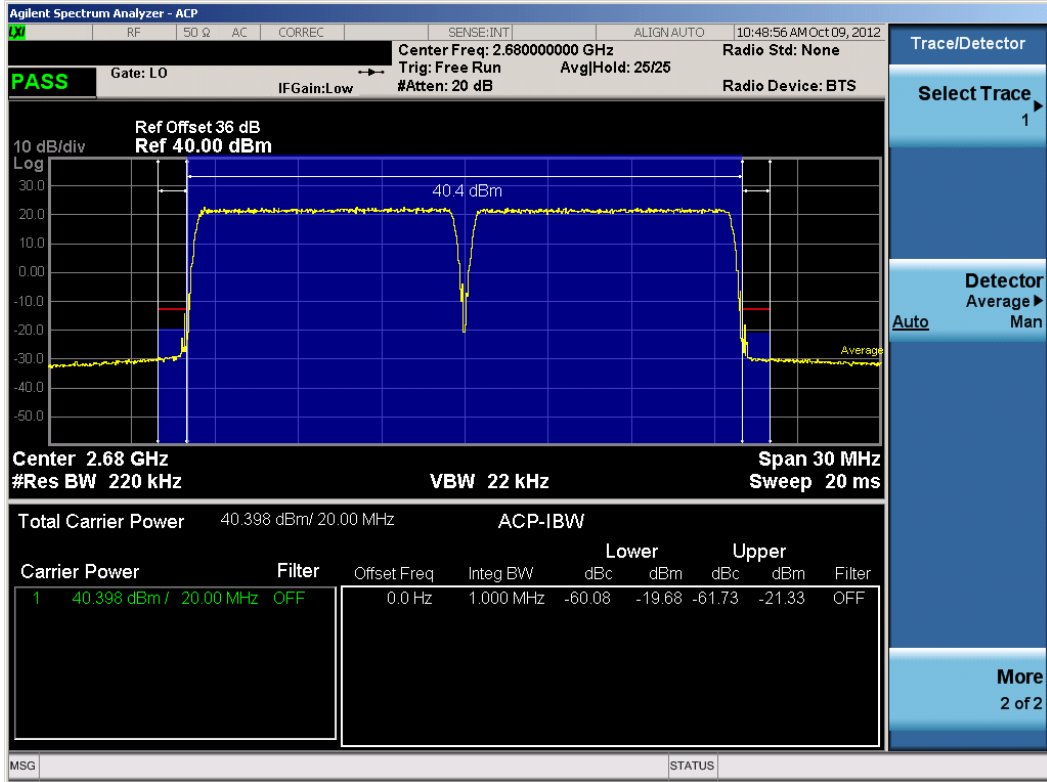 Agilent Spectrum Analyzer - ACP
LXI RF 50 Ω AC CORREC SENSE:INT ALIGN AUTO 10:48:56 AM Oct 09, 2012
Center Freq: 2.680000000 GHz Radio Std: None
PASS Gate: LO Trig: Free Run Avg|Hold: 25/25
IFGain:Low #Atten: 20 dB Radio Device: BTS
Ref Offset 36 dB
10 dB/div Ref 40.00 dBm
Log
30.0
40.4 dBm
20.0
10.0
0.00
-10.0
-20.0
-30.0
Average
-40.0
-50.0
Center 2.68 GHz Span 30 MHz
#Res BW 220 kHz VBW 22 kHz Sweep 20 ms
Total Carrier Power 40.398 dBm/ 20.00 MHz ACP-IBW
Lower Upper
Carrier Power Filter Offset Freq Integ BW dBc dBm dBc dBm Filter
1 40.398 dBm / 20.00 MHz OFF 0.0 Hz 1.000 MHz -60.08 -19.68 -61.73 -21.33 OFF
MSG STATUS
Trace/Detector
Select Trace
1
Detector
Average
Auto Man
More
2 of 2